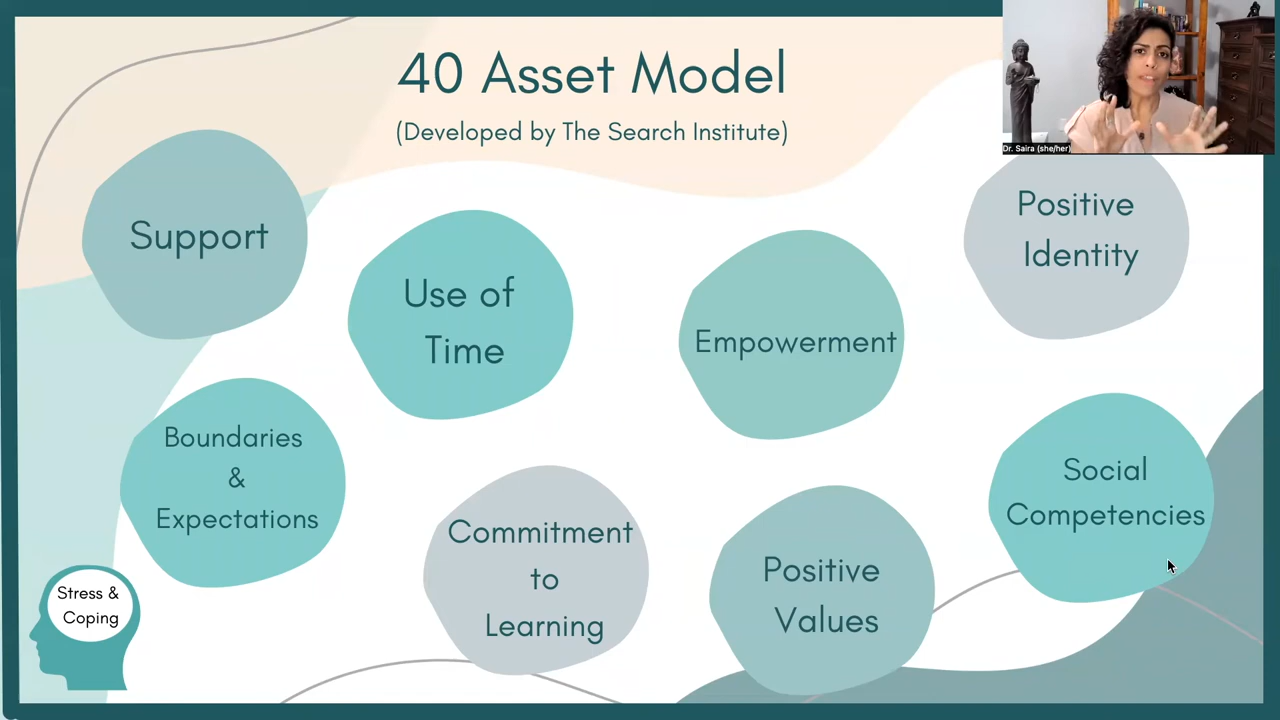 40 Asset Model
(Developed by The Search Institute)
Dr. Saira (she/her)
Support
Use of
Time
Empowerment
Positive
Identity
Boundaries
&
Expectations
Commitment
to
Learning
Positive
Values
Social
Competencies
Stress &
Coping